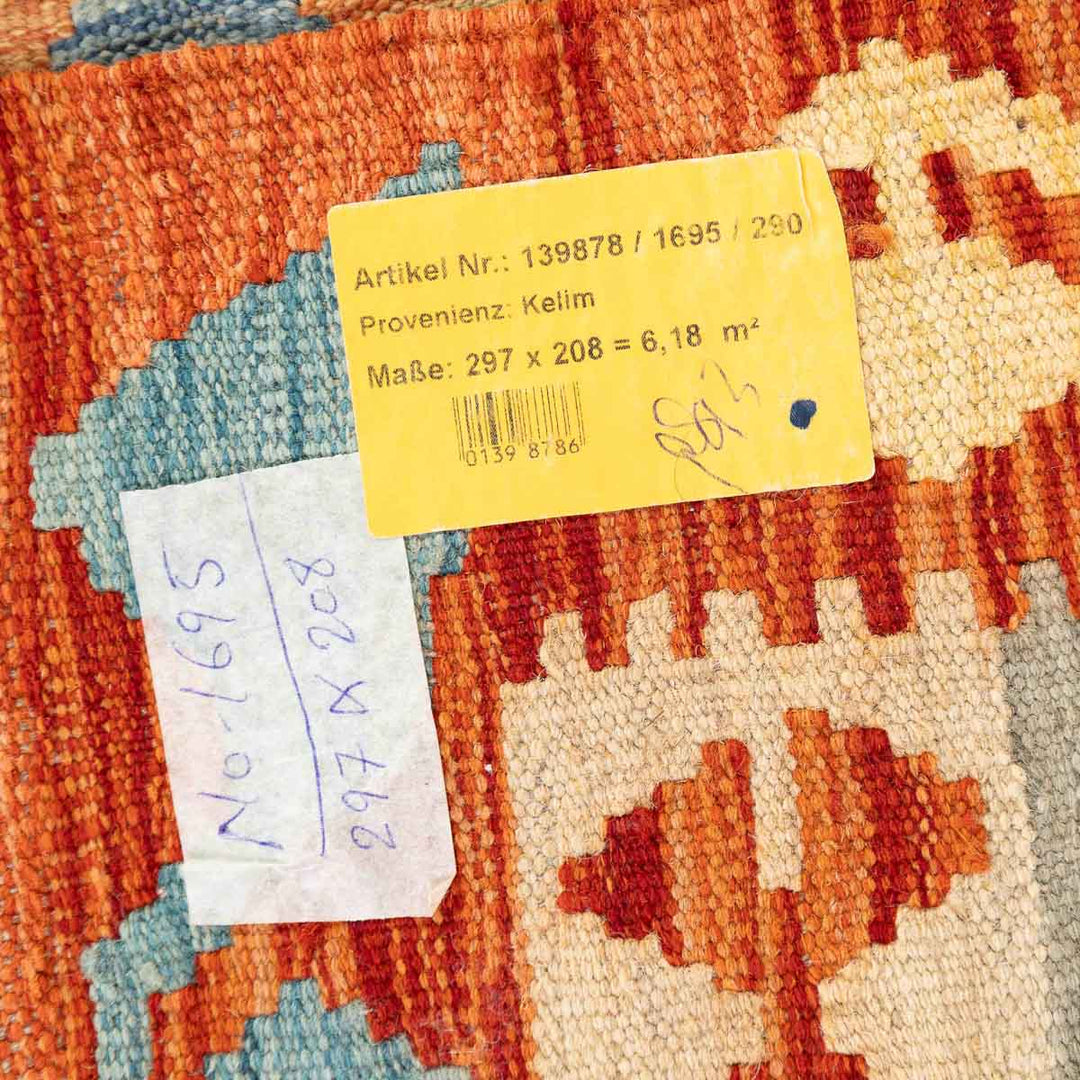 Artikel Nr.: 139878 / 1695 / 290
Provenienz: Kelim
Maße: 297 x 208 = 6,18 m²
0139 8786
No-1695
297 X 208